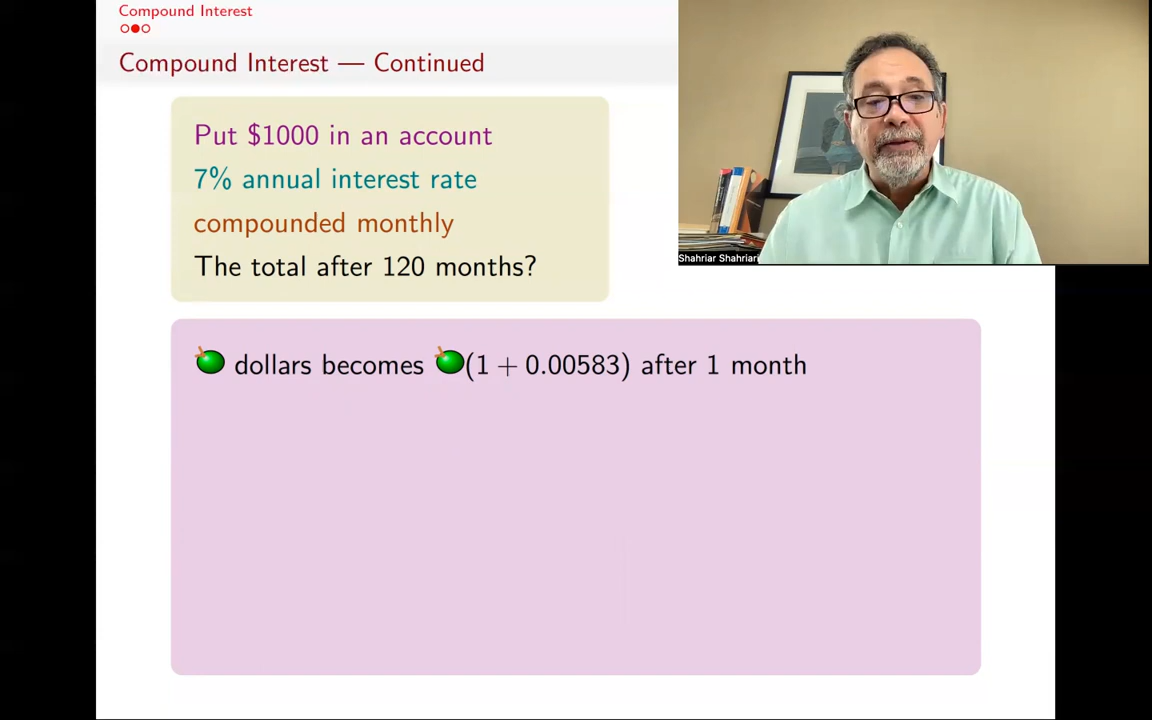 Compound Interest
Compound Interest — Continued
Put $1000 in an account
7% annual interest rate
compounded monthly
The total after 120 months?
Shahriar Shahriari
dollars becomes (1 + 0.00583) after 1 month